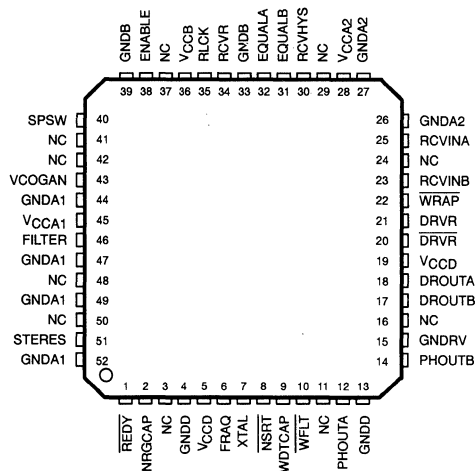 GNDB ENABLE NC VCCB RLCK RCVR GNDB EQUALA EQUALB RCVHYS NC VCCA2 GNDA2
39 38 37 36 35 34 33 32 31 30 29 28 27
SPSW 40 26 GNDA2
NC 41 25 RCVINA
NC 42 24 NC
VCOGAN 43 23 RCVINB
GNDA1 44 22 W̅R̅A̅P̅
VCCA1 45 21 DRVR
FILTER 46 20 D̅R̅V̅R̅
GNDA1 47 19 VCCD
NC 48 18 DROUTA
GNDA1 49 17 DROUTB
NC 50 16 NC
STERES 51 15 GNDRV
GNDA1 52 14 PHOUTB
1 2 3 4 5 6 7 8 9 10 11 12 13
R̅E̅D̅Y̅ NRGCAP NC GNDD VCCD FRAQ XTAL N̅S̅R̅T̅ WDTCAP W̅F̅L̅T̅ NC PHOUTA GNDD